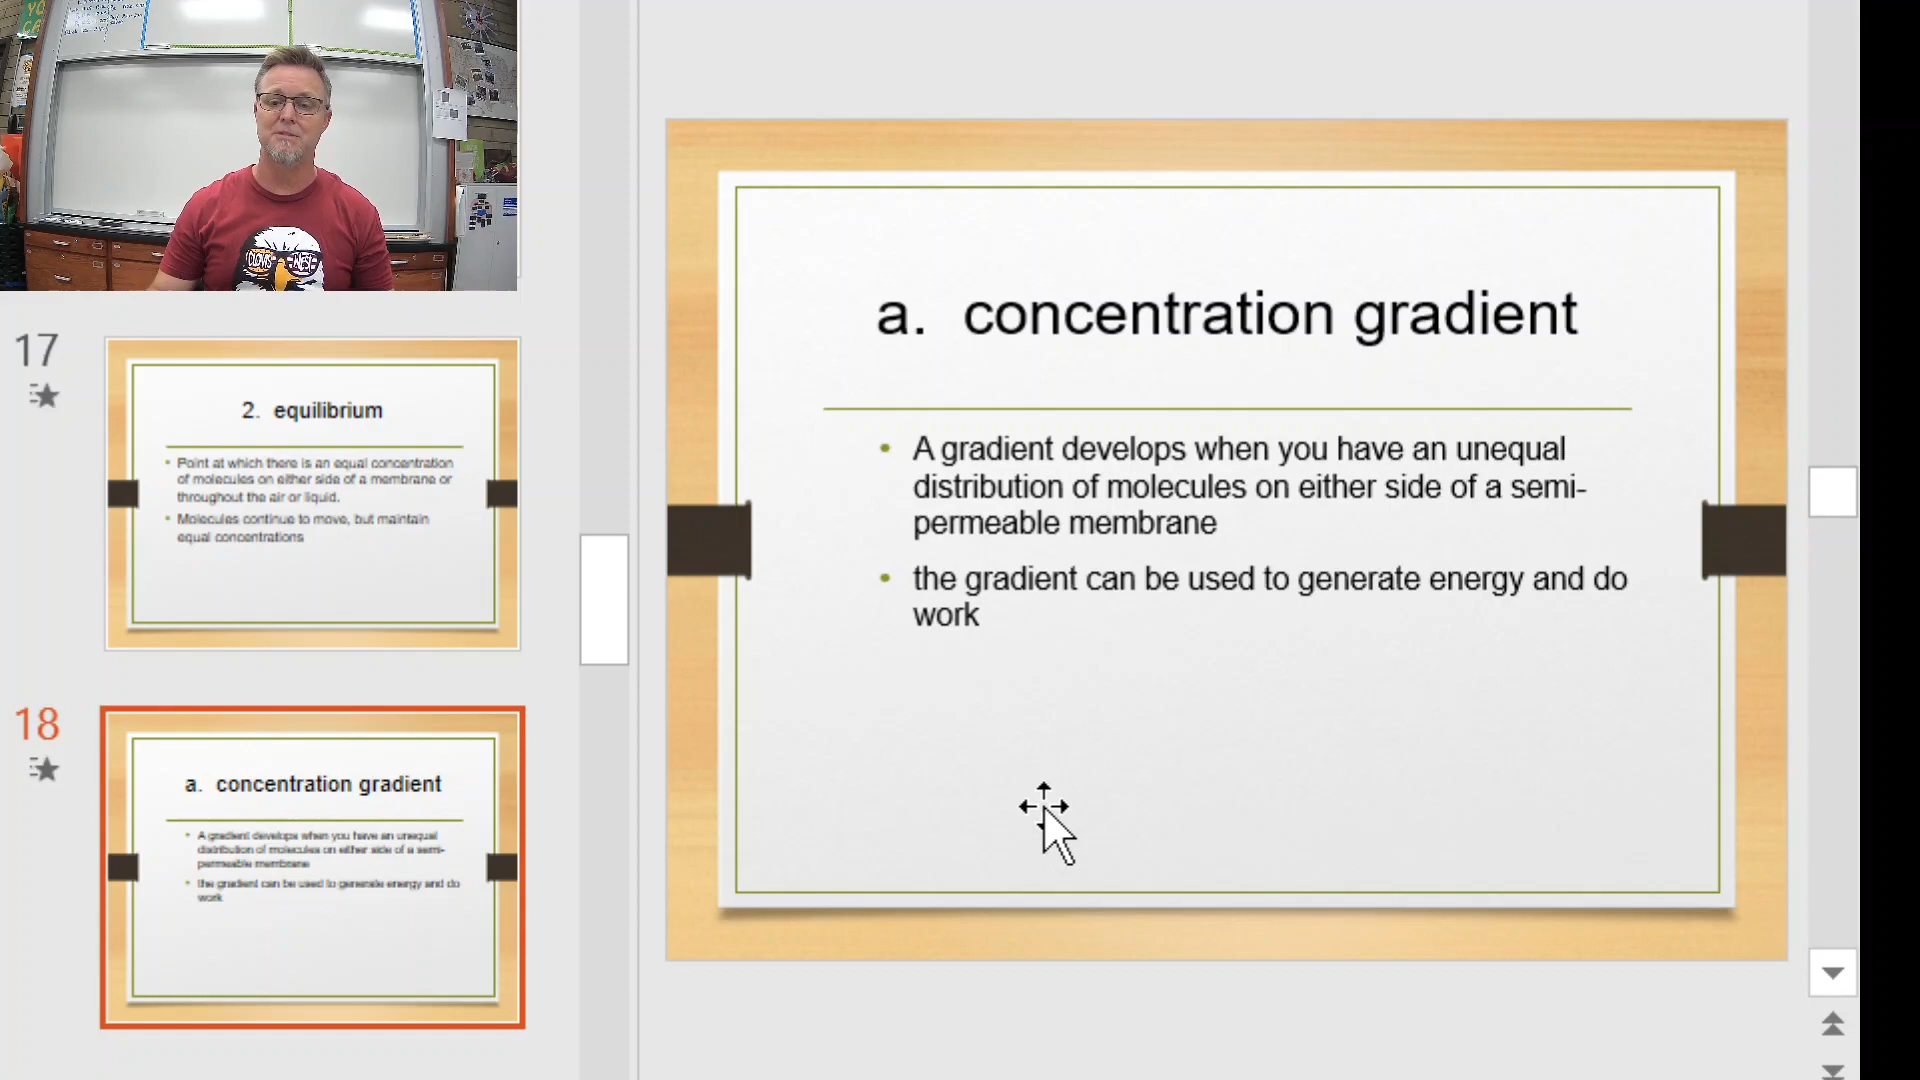 YO
CA
CLOVIS WEST
17
2. equilibrium
• Point at which there is an equal concentration
of molecules on either side of a membrane or
throughout the air or liquid.
• Molecules continue to move, but maintain
equal concentrations
18
a. concentration gradient
• A gradient develops when you have an unequal
distribution of molecules on either side of a semi-
permeable membrane
• the gradient can be used to generate energy and do
work
a. concentration gradient
• A gradient develops when you have an unequal
distribution of molecules on either side of a semi-
permeable membrane
• the gradient can be used to generate energy and do
work